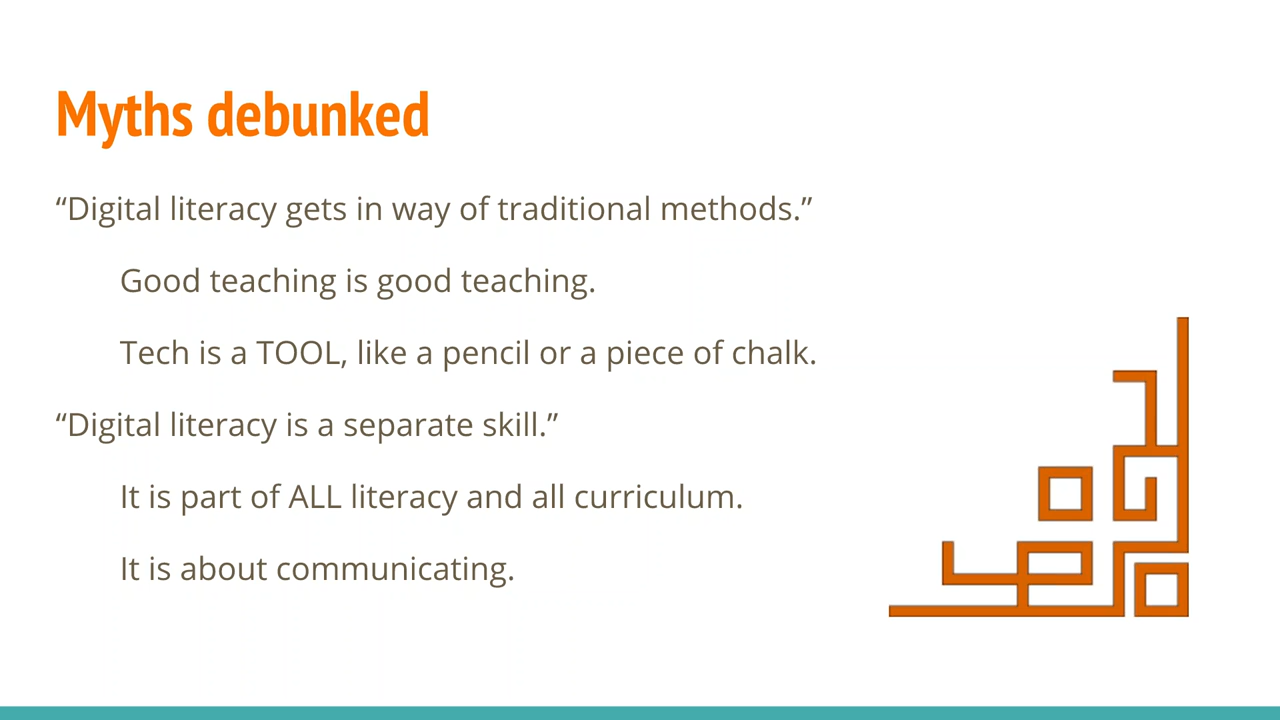 Myths debunked
“Digital literacy gets in way of traditional methods.”
Good teaching is good teaching.
Tech is a TOOL, like a pencil or a piece of chalk.
“Digital literacy is a separate skill.”
It is part of ALL literacy and all curriculum.
It is about communicating.